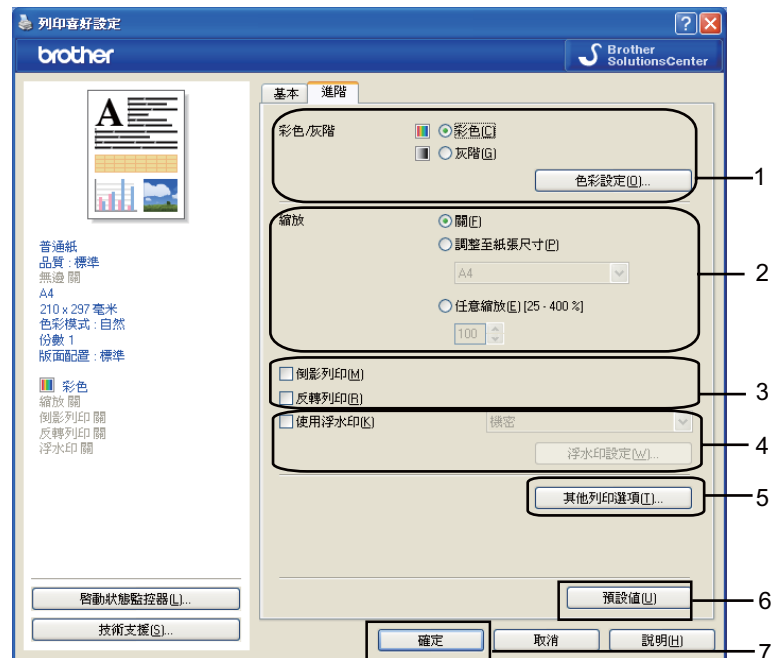 列印喜好設定
brother
Brother
SolutionsCenter
A
普通紙
品質 : 標準
無邊 關
A4
210 x 297 毫米
色彩模式 : 自然
份數 1
版面配置 : 標準
彩色
縮放 關
倒影列印 關
反轉列印 關
浮水印 關
啟動狀態監控器(L)...
技術支援(S)...
基本 進階
彩色/灰階 彩色(C)
灰階(G)
色彩設定(O)...
1
縮放 關(F)
調整至紙張尺寸(P)
A4
任意縮放(E) [25 - 400 %]
100
2
倒影列印(M)
反轉列印(R)
3
使用浮水印(K) 機密
浮水印設定(W)...
4
其他列印選項(T)...
5
預設值(U)
6
確定 取消 說明(H)
7